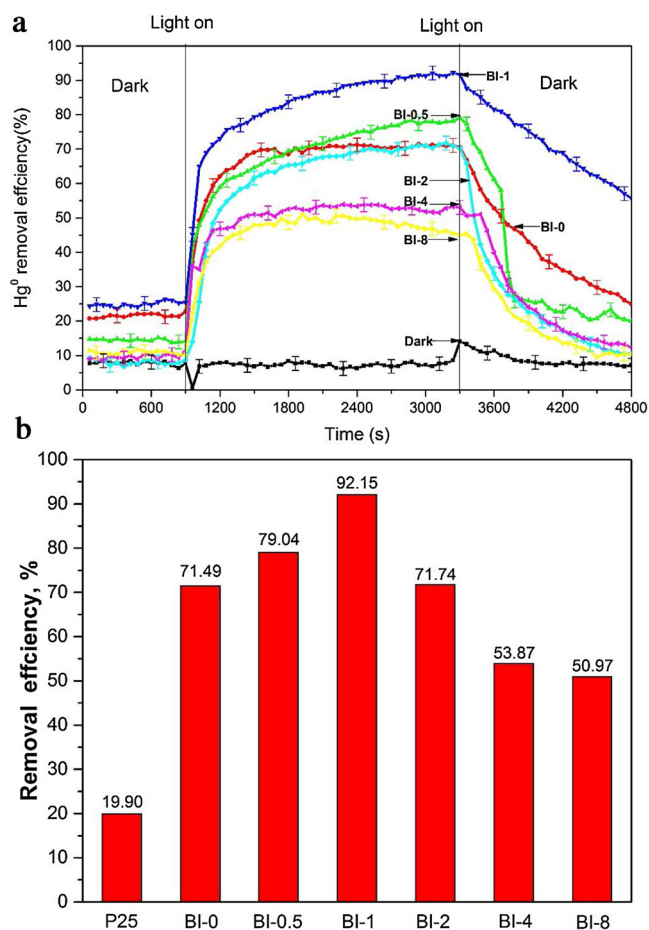 a
Light on
Light on
100
90
80
70
60
50
40
30
20
10
0
Hg⁰ removal effciency(%)
Dark
Dark
BI-1
BI-0.5
BI-2
BI-4
BI-0
BI-8
Dark
0 600 1200 1800 2400 3000 3600 4200 4800
Time (s)
b
100
90
80
70
60
50
40
30
20
10
0
Removal effciency, %
19.90
71.49
79.04
92.15
71.74
53.87
50.97
P25 BI-0 BI-0.5 BI-1 BI-2 BI-4 BI-8